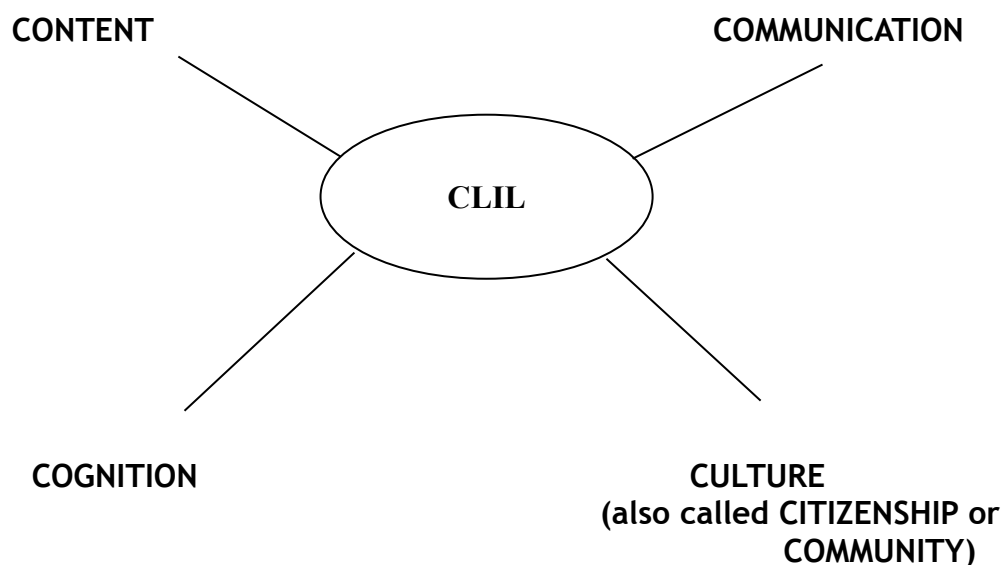 CONTENT
COMMUNICATION
CLIL
COGNITION
CULTURE
(also called CITIZENSHIP or
COMMUNITY)